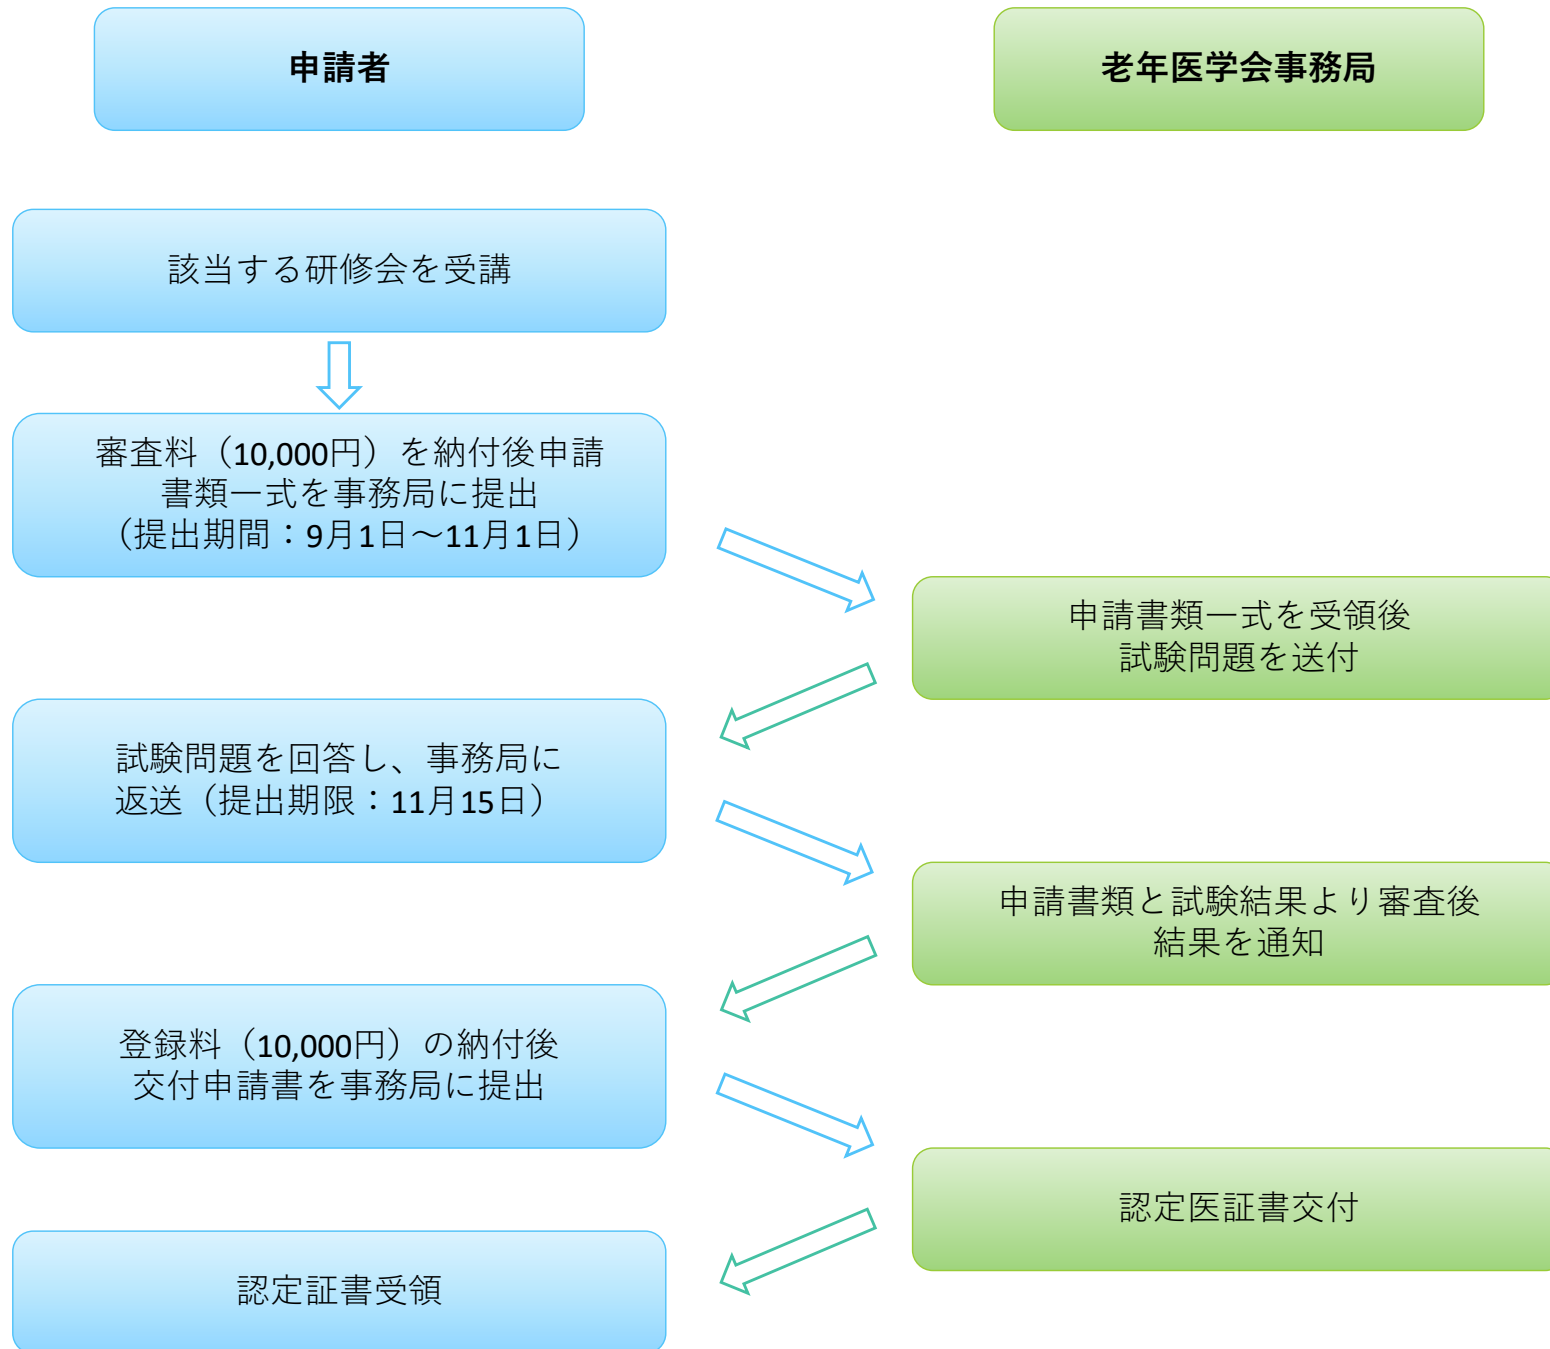 申請者
老年医学会事務局
該当する研修会を受講
審査料（10,000円）を納付後申請
書類一式を事務局に提出
（提出期間：9月1日～11月1日）
申請書類一式を受領後
試験問題を送付
試験問題を回答し、事務局に
返送（提出期限：11月15日）
申請書類と試験結果より審査後
結果を通知
登録料（10,000円）の納付後
交付申請書を事務局に提出
認定医証書交付
認定証書受領